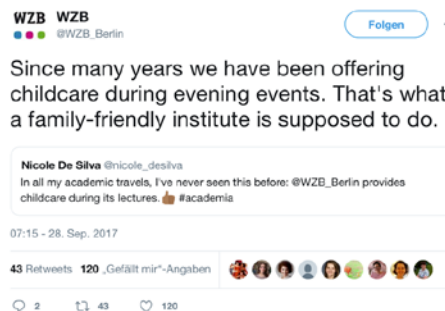 WZB WZB
@WZB_Berlin
Folgen
Since many years we have been offering
childcare during evening events. That's what
a family-friendly institute is supposed to do.
Nicole De Silva @nicole_desilva
In all my academic travels, I've never seen this before: @WZB_Berlin provides
childcare during its lectures. 👍🏾 #academia
07:15 - 28. Sep. 2017
43 Retweets 120 „Gefällt mir“-Angaben
2 43 120